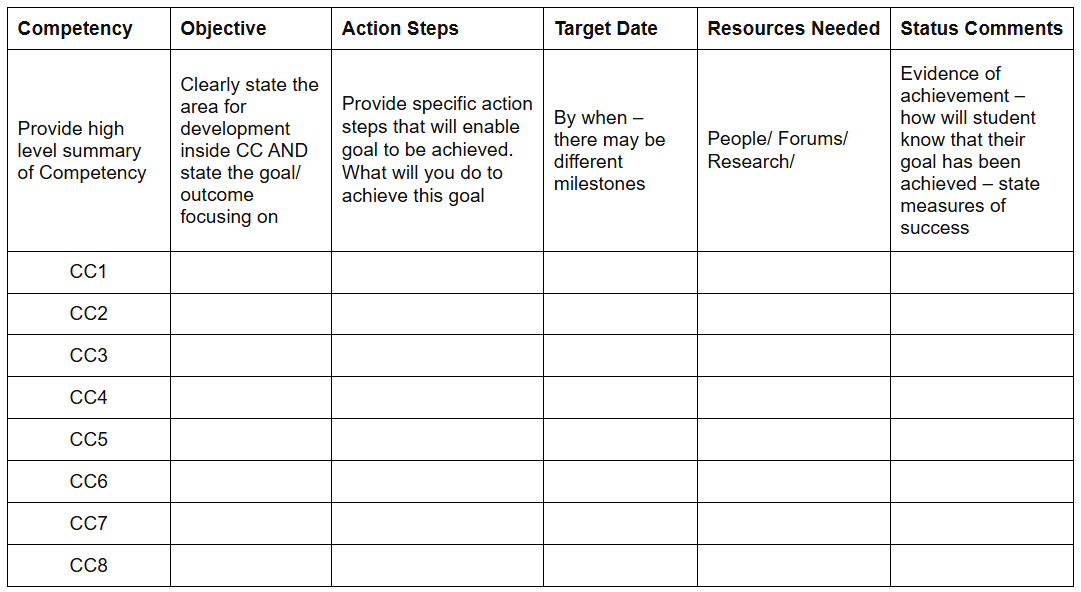 Competency
Objective
Action Steps
Target Date
Resources Needed
Status Comments
Provide high
level summary
of Competency
Clearly state the
area for
development
inside CC AND
state the goal/
outcome
focusing on
Provide specific action
steps that will enable
goal to be achieved.
What will you do to
achieve this goal
By when –
there may be
different
milestones
People/ Forums/
Research/
Evidence of
achievement –
how will student
know that their
goal has been
achieved – state
measures of
success
CC1
CC2
CC3
CC4
CC5
CC6
CC7
CC8